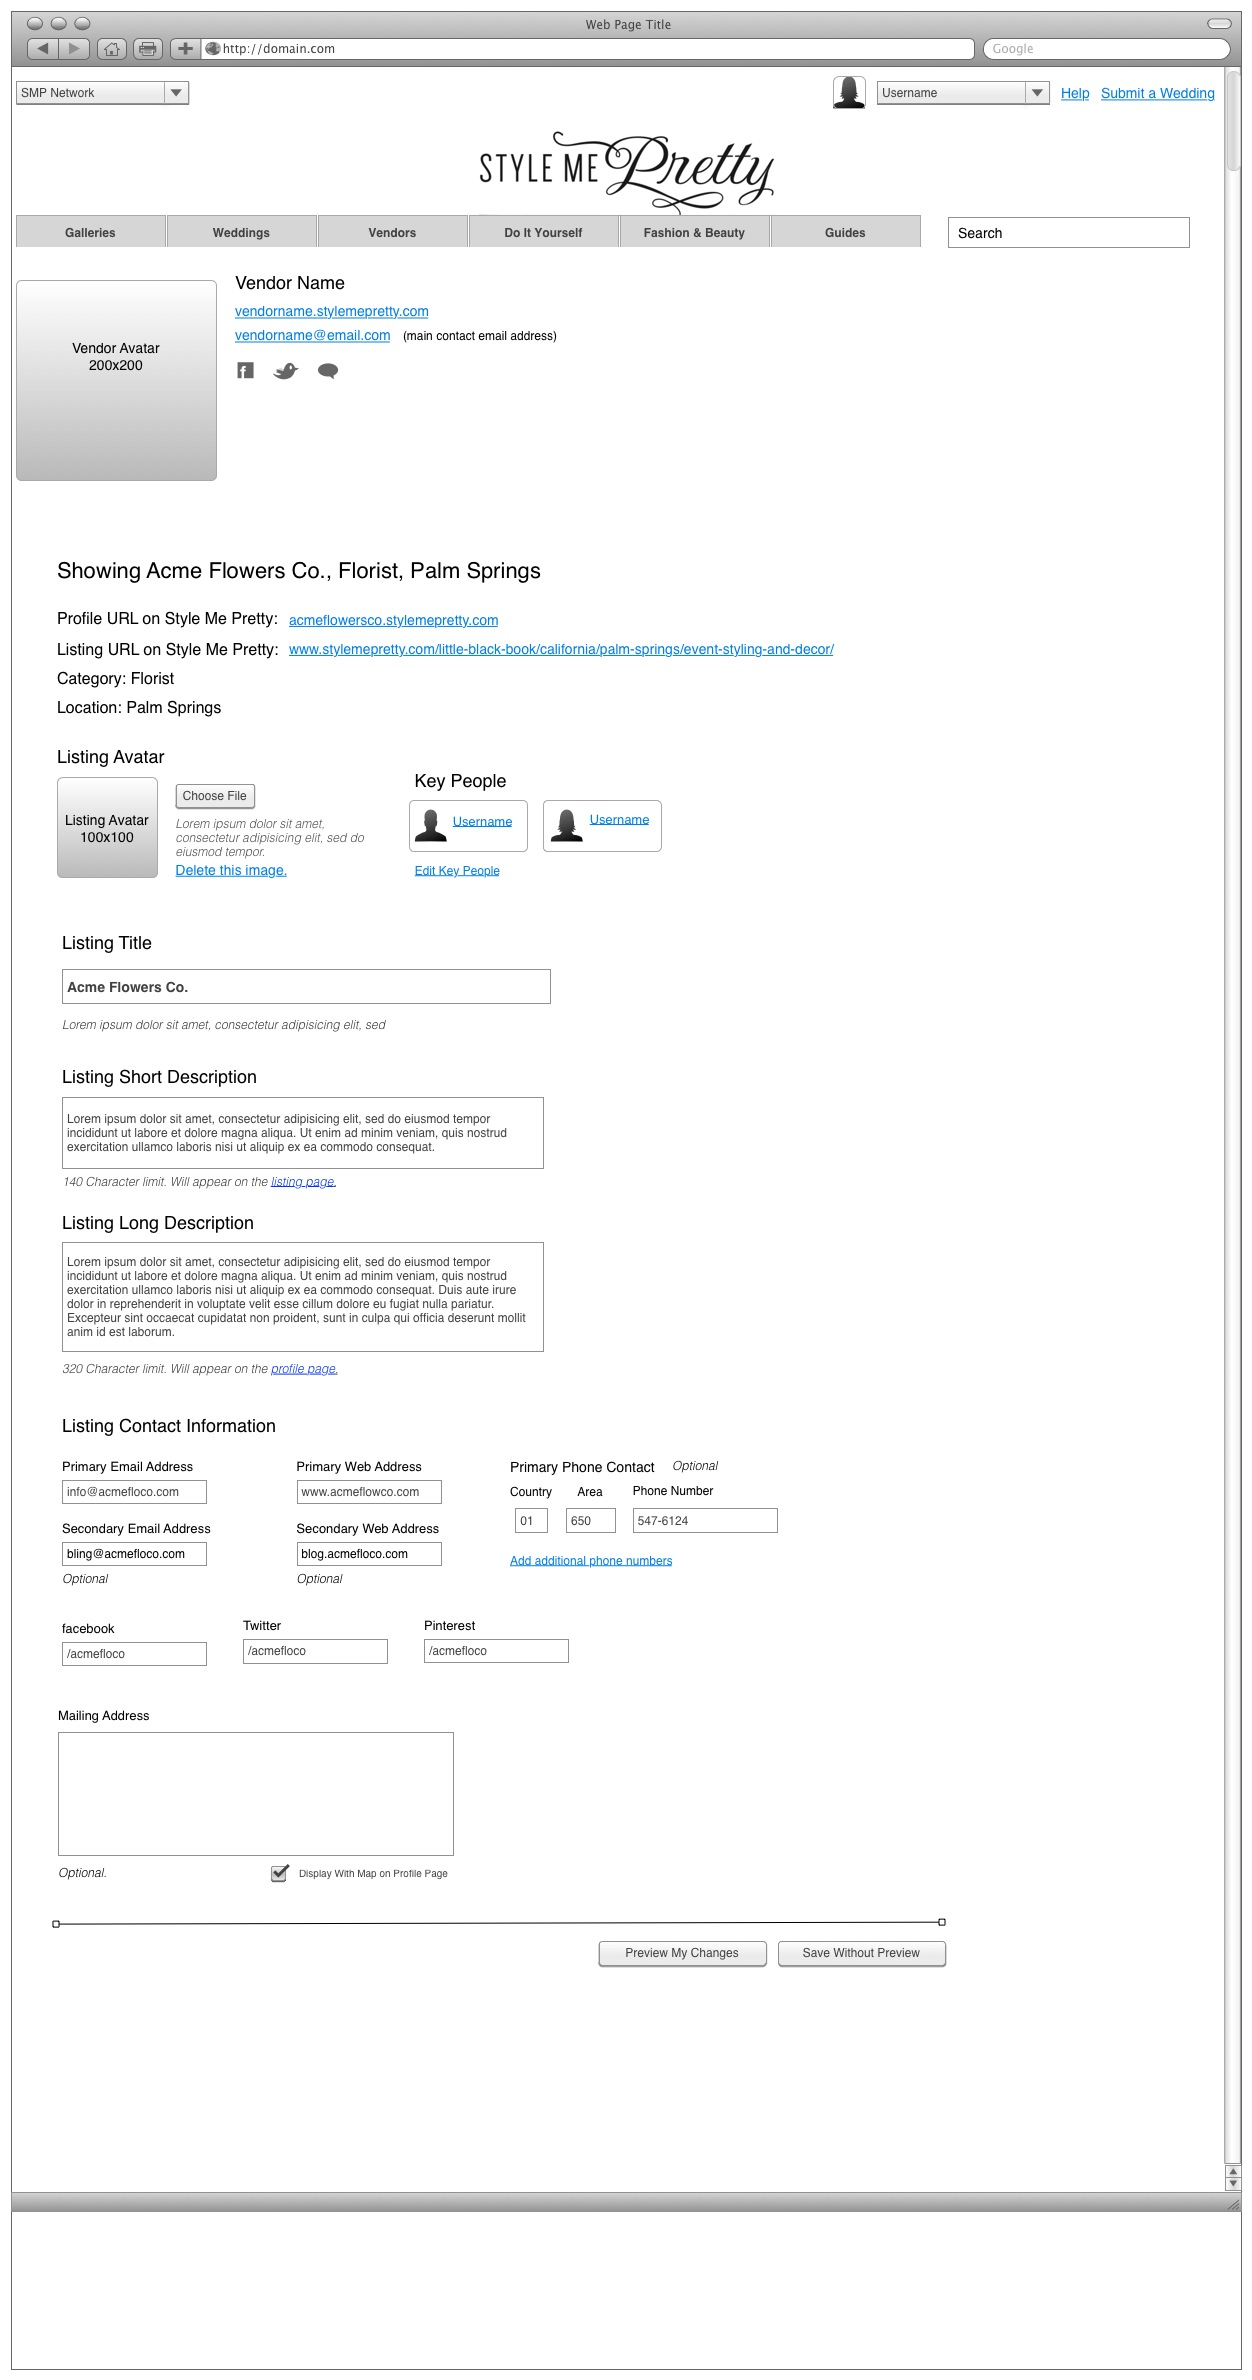 Web Page Title
http://domain.com
Google
SMP Network
Username
Help
Submit a Wedding
STYLE ME Pretty
Galleries
Weddings
Vendors
Do It Yourself
Fashion & Beauty
Guides
Search
Vendor Avatar
200x200
Vendor Name
vendorname.stylemepretty.com
vendorname@email.com (main contact email address)
Showing Acme Flowers Co., Florist, Palm Springs
Profile URL on Style Me Pretty: acmeflowersco.stylemepretty.com
Listing URL on Style Me Pretty: www.stylemepretty.com/little-black-book/california/palm-springs/event-styling-and-decor/
Category: Florist
Location: Palm Springs
Listing Avatar
Listing Avatar
100x100
Choose File
Lorem ipsum dolor sit amet,
consectetur adipisicing elit, sed do
eiusmod tempor.
Delete this image.
Key People
Username
Username
Edit Key People
Listing Title
Acme Flowers Co.
Lorem ipsum dolor sit amet, consectetur adipisicing elit, sed
Listing Short Description
Lorem ipsum dolor sit amet, consectetur adipisicing elit, sed do eiusmod tempor
incididunt ut labore et dolore magna aliqua. Ut enim ad minim veniam, quis nostrud
exercitation ullamco laboris nisi ut aliquip ex ea commodo consequat.
140 Character limit. Will appear on the listing page.
Listing Long Description
Lorem ipsum dolor sit amet, consectetur adipisicing elit, sed do eiusmod tempor
incididunt ut labore et dolore magna aliqua. Ut enim ad minim veniam, quis nostrud
exercitation ullamco laboris nisi ut aliquip ex ea commodo consequat. Duis aute irure
dolor in reprehenderit in voluptate velit esse cillum dolore eu fugiat nulla pariatur.
Excepteur sint occaecat cupidatat non proident, sunt in culpa qui officia deserunt mollit
anim id est laborum.
320 Character limit. Will appear on the profile page.
Listing Contact Information
Primary Email Address
info@acmefloco.com
Secondary Email Address
bling@acmefloco.com
Optional
Primary Web Address
www.acmeflowco.com
Secondary Web Address
blog.acmefloco.com
Optional
Primary Phone Contact Optional
Country Area Phone Number
01 650 547-6124
Add additional phone numbers
facebook
/acmefloco
Twitter
/acmefloco
Pinterest
/acmefloco
Mailing Address
Optional.
Display With Map on Profile Page
Preview My Changes
Save Without Preview